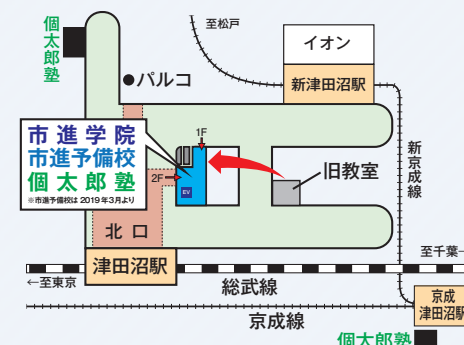 至松戸
イオン
個太郎塾
パルコ
新津田沼駅
市進学院
市進予備校
個太郎塾
※市進予備校は2019年3月より
1F
2F
EV
旧教室
新京成線
北口
津田沼駅
至千葉→
←至東京
総武線
京成線
京成
津田沼駅
個太郎塾